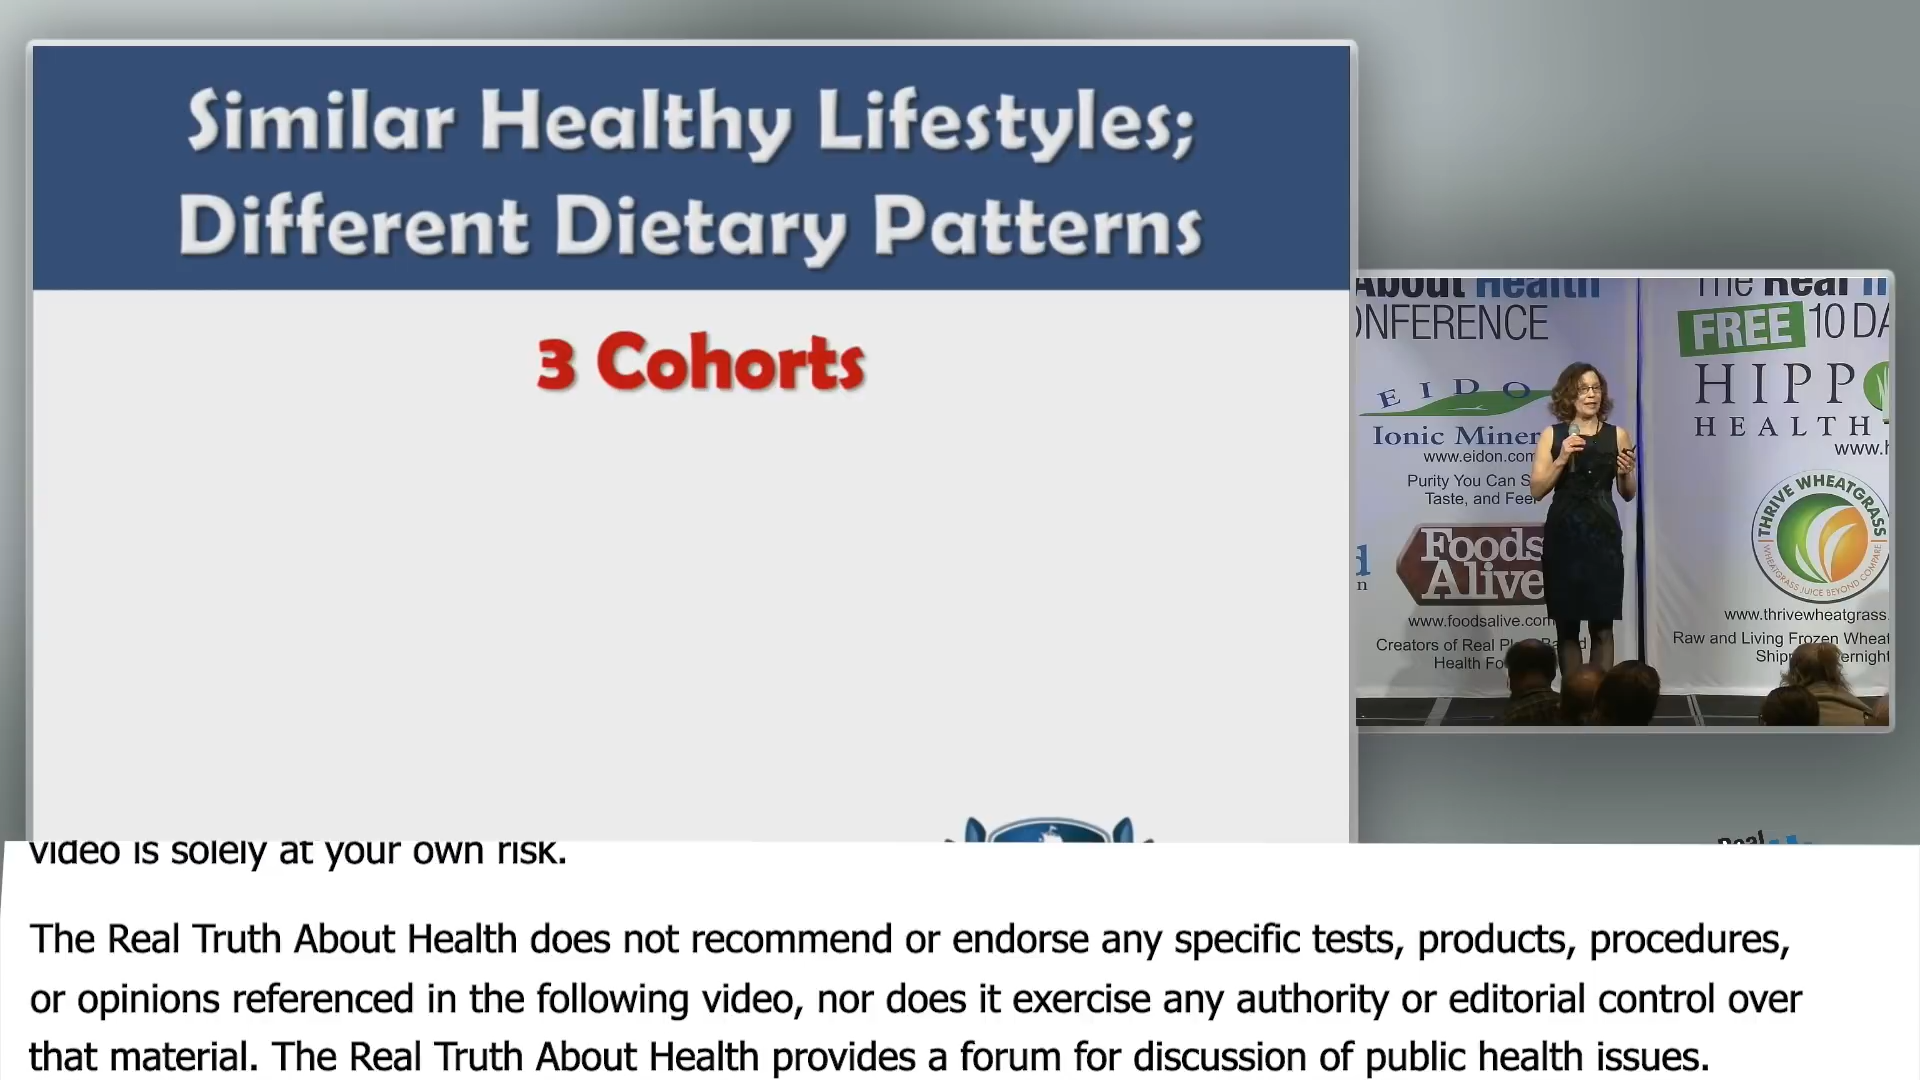 Similar Healthy Lifestyles;
Different Dietary Patterns
3 Cohorts
About Health
CONFERENCE
EIDO
Ionic Miner
www.eidon.com
Purity You Can S
Taste, and Feel
Foods
Alive
www.foodsalive.com
Creators of Real Pl Based
Health Fo
The Real
FREE 10 DA
HIPP
HEALTH
www.h
THRIVE WHEATGRASS
WHEATGRASS JUICE BEYOND COMPARE
www.thrivewheatgrass.
Raw and Living Frozen Wheat
Shipp ernight
Real
video is solely at your own risk.
The Real Truth About Health does not recommend or endorse any specific tests, products, procedures,
or opinions referenced in the following video, nor does it exercise any authority or editorial control over
that material. The Real Truth About Health provides a forum for discussion of public health issues.